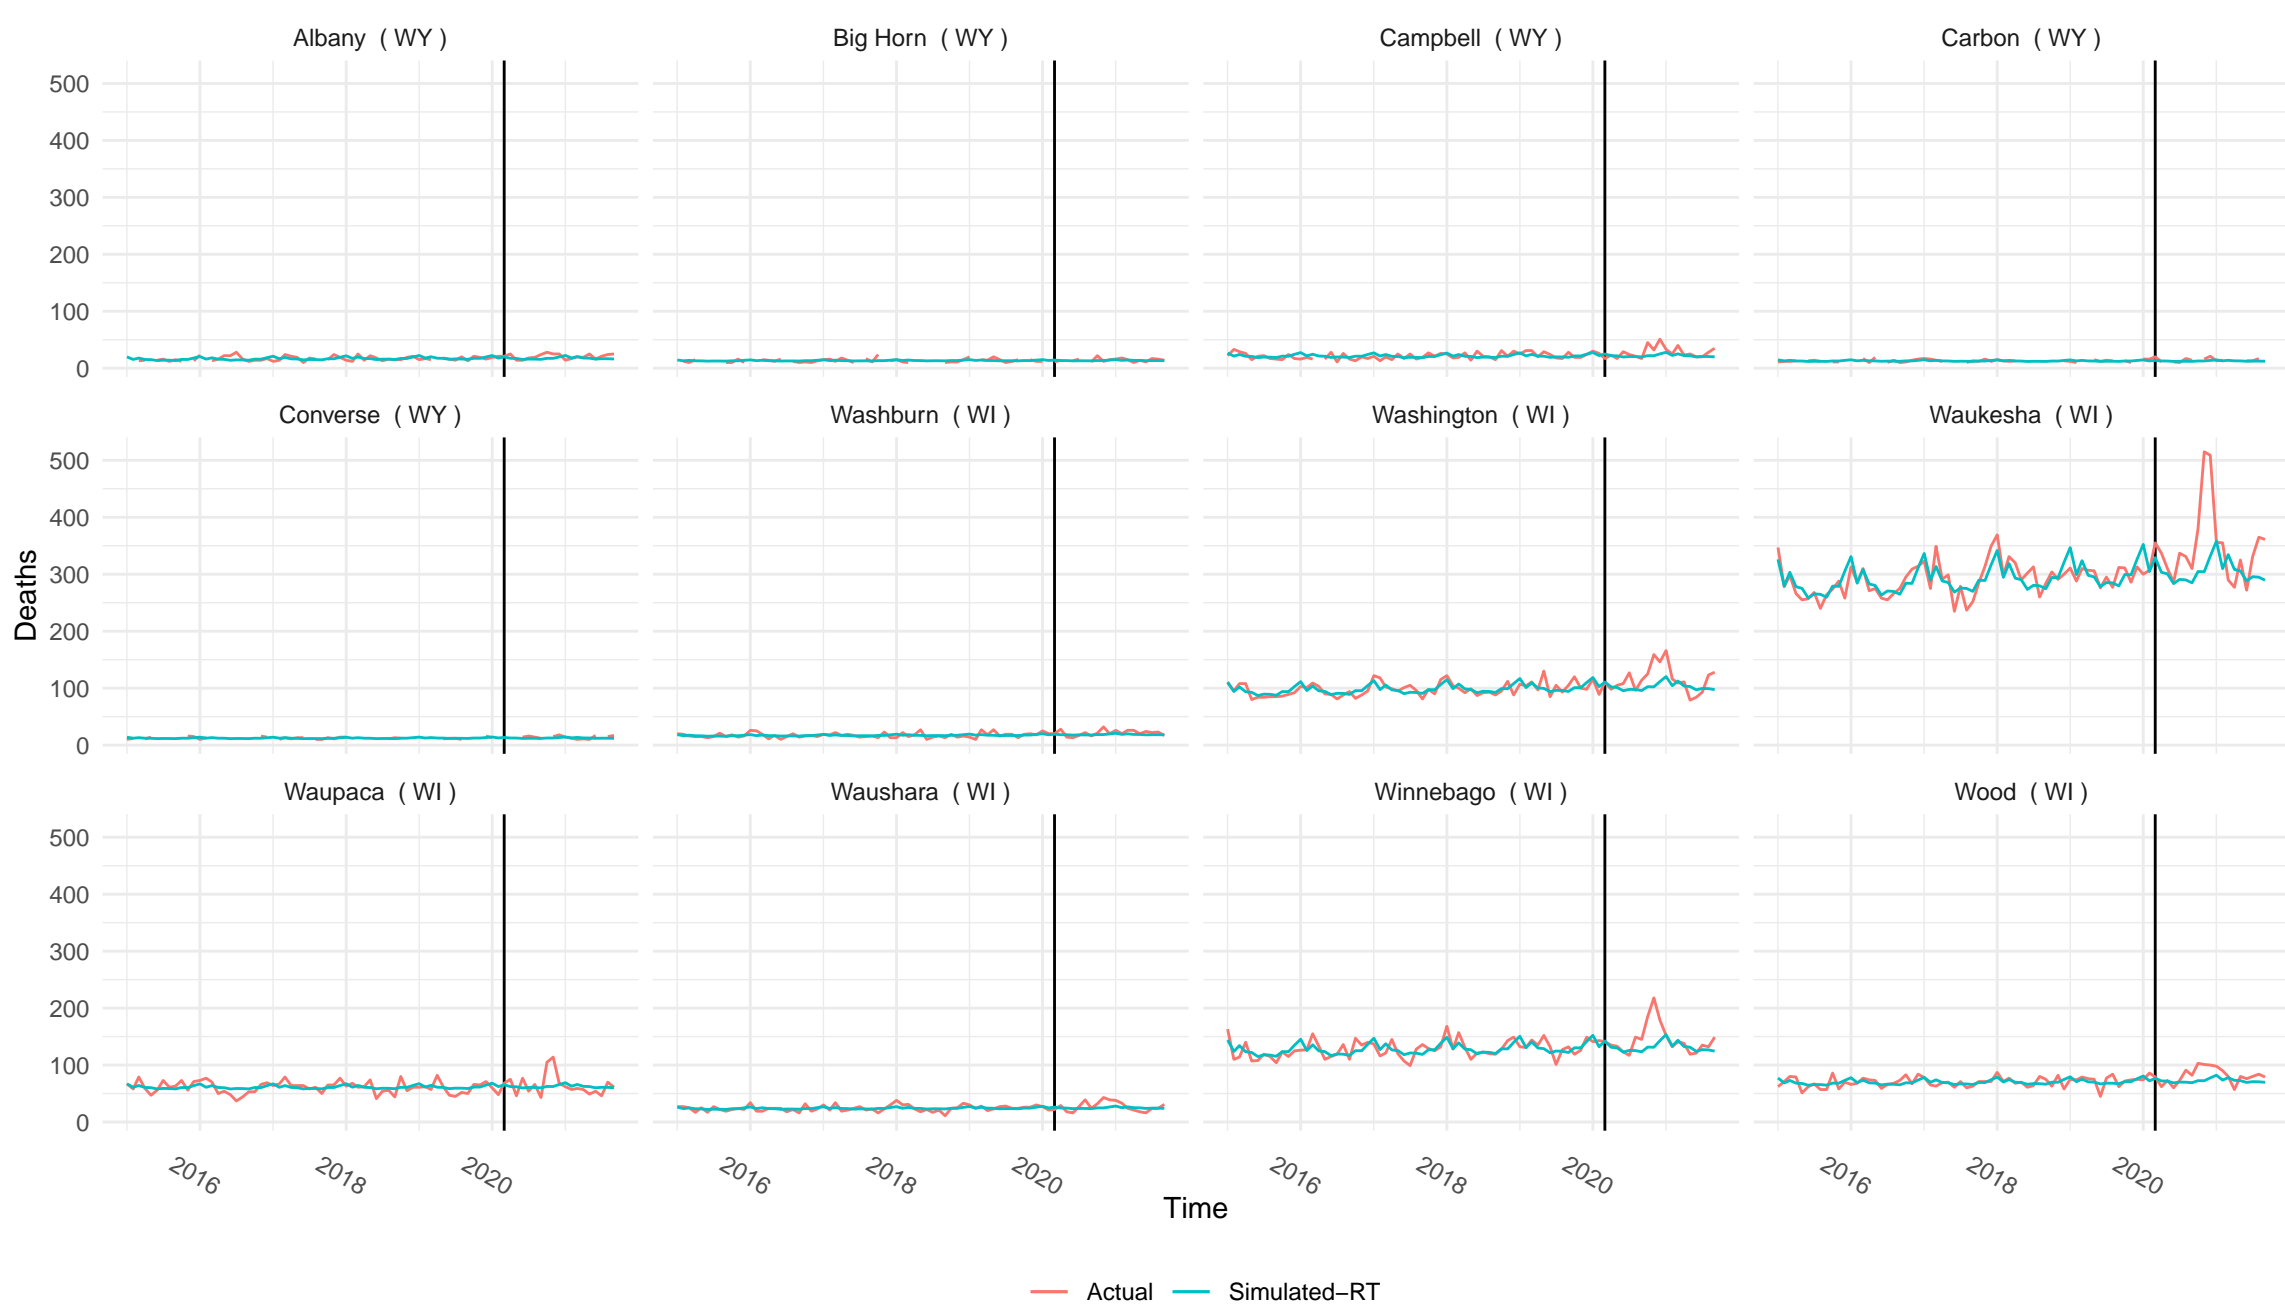 Albany ( WY ) Big Horn ( WY ) Campbell ( WY ) Carbon ( WY )
500
400
300
200
100
0
Converse ( WY ) Washburn ( WI ) Washington ( WI ) Waukesha ( WI )
500
400
300
200
100
0
Deaths
Waupaca ( WI ) Waushara ( WI ) Winnebago ( WI ) Wood ( WI )
500
400
300
200
100
0
2016 2018 2020 2016 2018 2020 2016 2018 2020 2016 2018 2020
Time
Actual Simulated−RT